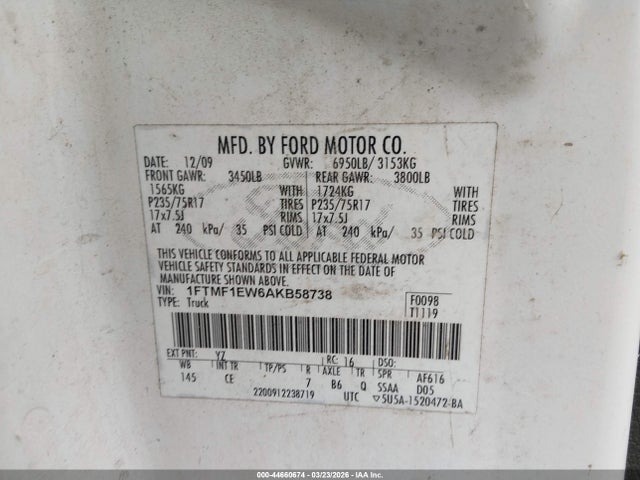 MFD. BY FORD MOTOR CO.
DATE: 12/09 GVWR: 6950LB/ 3153KG
FRONT GAWR: 3450LB REAR GAWR: 3800LB
1565KG WITH 1724KG WITH
P235/75R17 TIRES P235/75R17 TIRES
17x7.5J RIMS 17x7.5J RIMS
AT 240 kPa/ 35 PSI COLD AT 240 kPa/ 35 PSI COLD
THIS VEHICLE CONFORMS TO ALL APPLICABLE FEDERAL MOTOR
VEHICLE SAFETY STANDARDS IN EFFECT ON THE DATE OF
MANUFACTURE SHOWN ABOVE.
VIN: 1FTMF1EW6AKB58738 F0098
TYPE: Truck T1119
EXT PNT: YZ RC: 16 DSO:
WB INT TR TP/PS R AXLE TR SPR AF616
145 CE 7 B6 Q SSAA D05
2200912238719 UTC ▽5U5A-1520472-BA
Ford
00-44660674 | 03/23/2026 - IAA Inc.